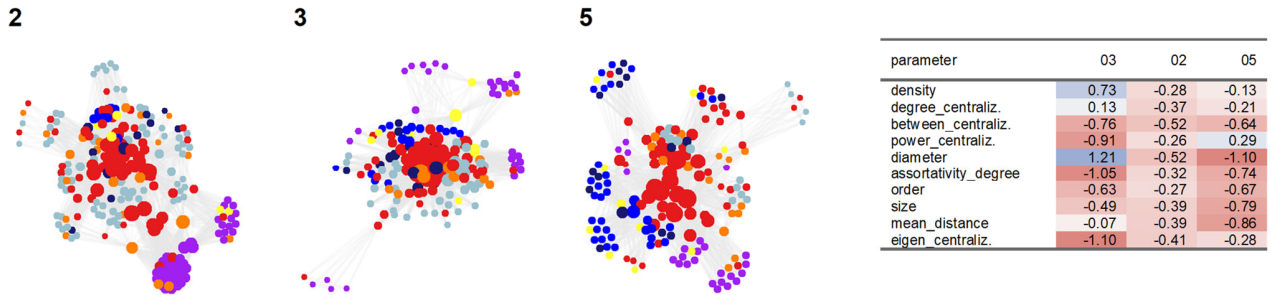 2 3 5
parameter 03 02 05
density 0.73 -0.28 -0.13
degree_centraliz. 0.13 -0.37 -0.21
between_centraliz. -0.76 -0.52 -0.64
power_centraliz. -0.91 -0.26 0.29
diameter 1.21 -0.52 -1.10
assortativity_degree -1.05 -0.32 -0.74
order -0.63 -0.27 -0.67
size -0.49 -0.39 -0.79
mean_distance -0.07 -0.39 -0.86
eigen_centraliz. -1.10 -0.41 -0.28